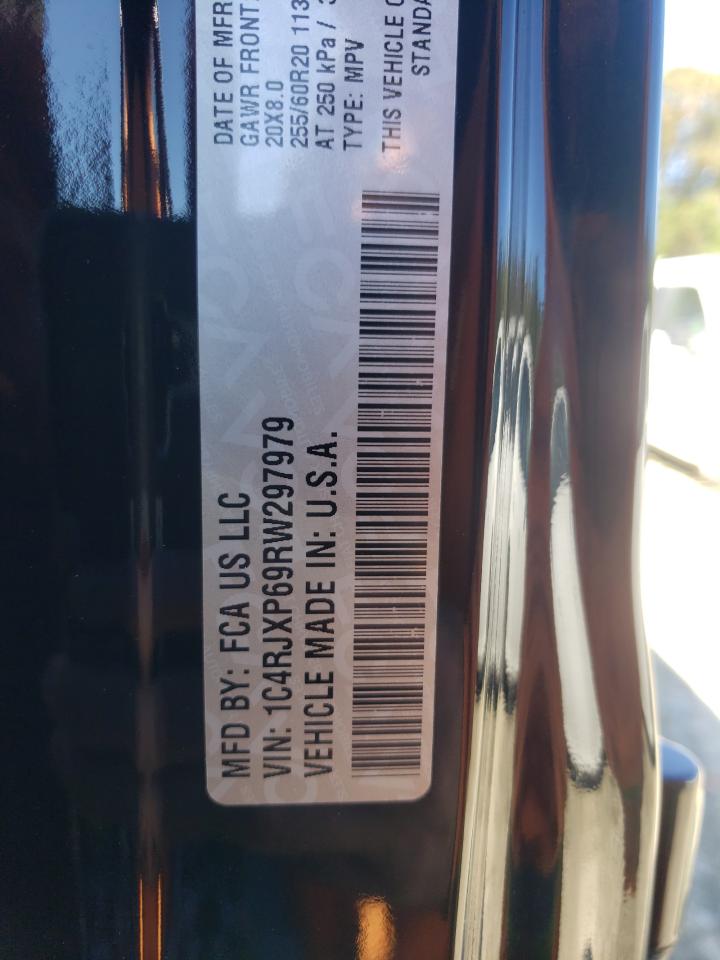 MFD BY: FCA US LLC
VIN: 1C4RJXP69RW297979
VEHICLE MADE IN: U.S.A.
DATE OF MFR
GAWR FRONT
20X8.0
255/60R20 113
AT 250 kPa /
TYPE: MPV
THIS VEHICLE